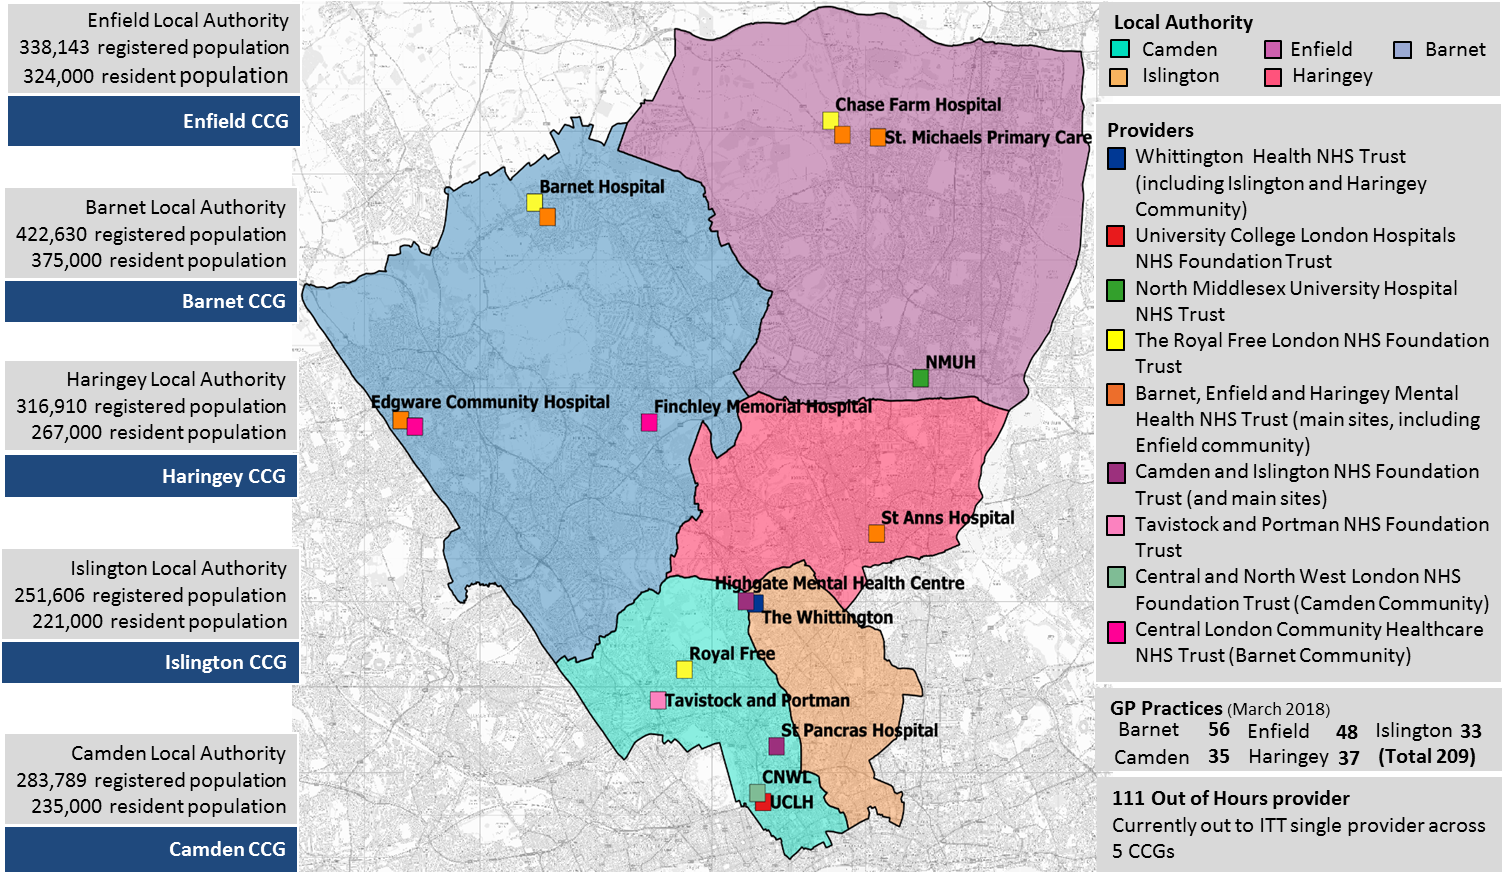 Enfield Local Authority
338,143 registered population
324,000 resident population
Enfield CCG
Barnet Local Authority
422,630 registered population
375,000 resident population
Barnet CCG
Haringey Local Authority
316,910 registered population
267,000 resident population
Haringey CCG
Islington Local Authority
251,606 registered population
221,000 resident population
Islington CCG
Camden Local Authority
283,789 registered population
235,000 resident population
Camden CCG
Chase Farm Hospital
St. Michaels Primary Care
Barnet Hospital
NMUH
Edgware Community Hospital
Finchley Memorial Hospital
St Anns Hospital
Highgate Mental Health Centre
The Whittington
Royal Free
Tavistock and Portman
St Pancras Hospital
CNWL
UCLH
Local Authority
Camden Enfield Barnet
Islington Haringey
Providers
Whittington Health NHS Trust
(including Islington and Haringey
Community)
University College London Hospitals
NHS Foundation Trust
North Middlesex University Hospital
NHS Trust
The Royal Free London NHS Foundation
Trust
Barnet, Enfield and Haringey Mental
Health NHS Trust (main sites, including
Enfield community)
Camden and Islington NHS Foundation
Trust (and main sites)
Tavistock and Portman NHS Foundation
Trust
Central and North West London NHS
Foundation Trust (Camden Community)
Central London Community Healthcare
NHS Trust (Barnet Community)
GP Practices (March 2018)
Barnet 56 Enfield 48 Islington 33
Camden 35 Haringey 37 (Total 209)
111 Out of Hours provider
Currently out to ITT single provider across
5 CCGs